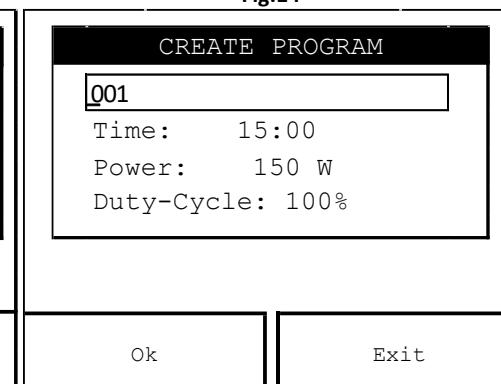 CREATE PROGRAM
001
Time: 15:00
Power: 150 W
Duty-Cycle: 100%
Ok Exit